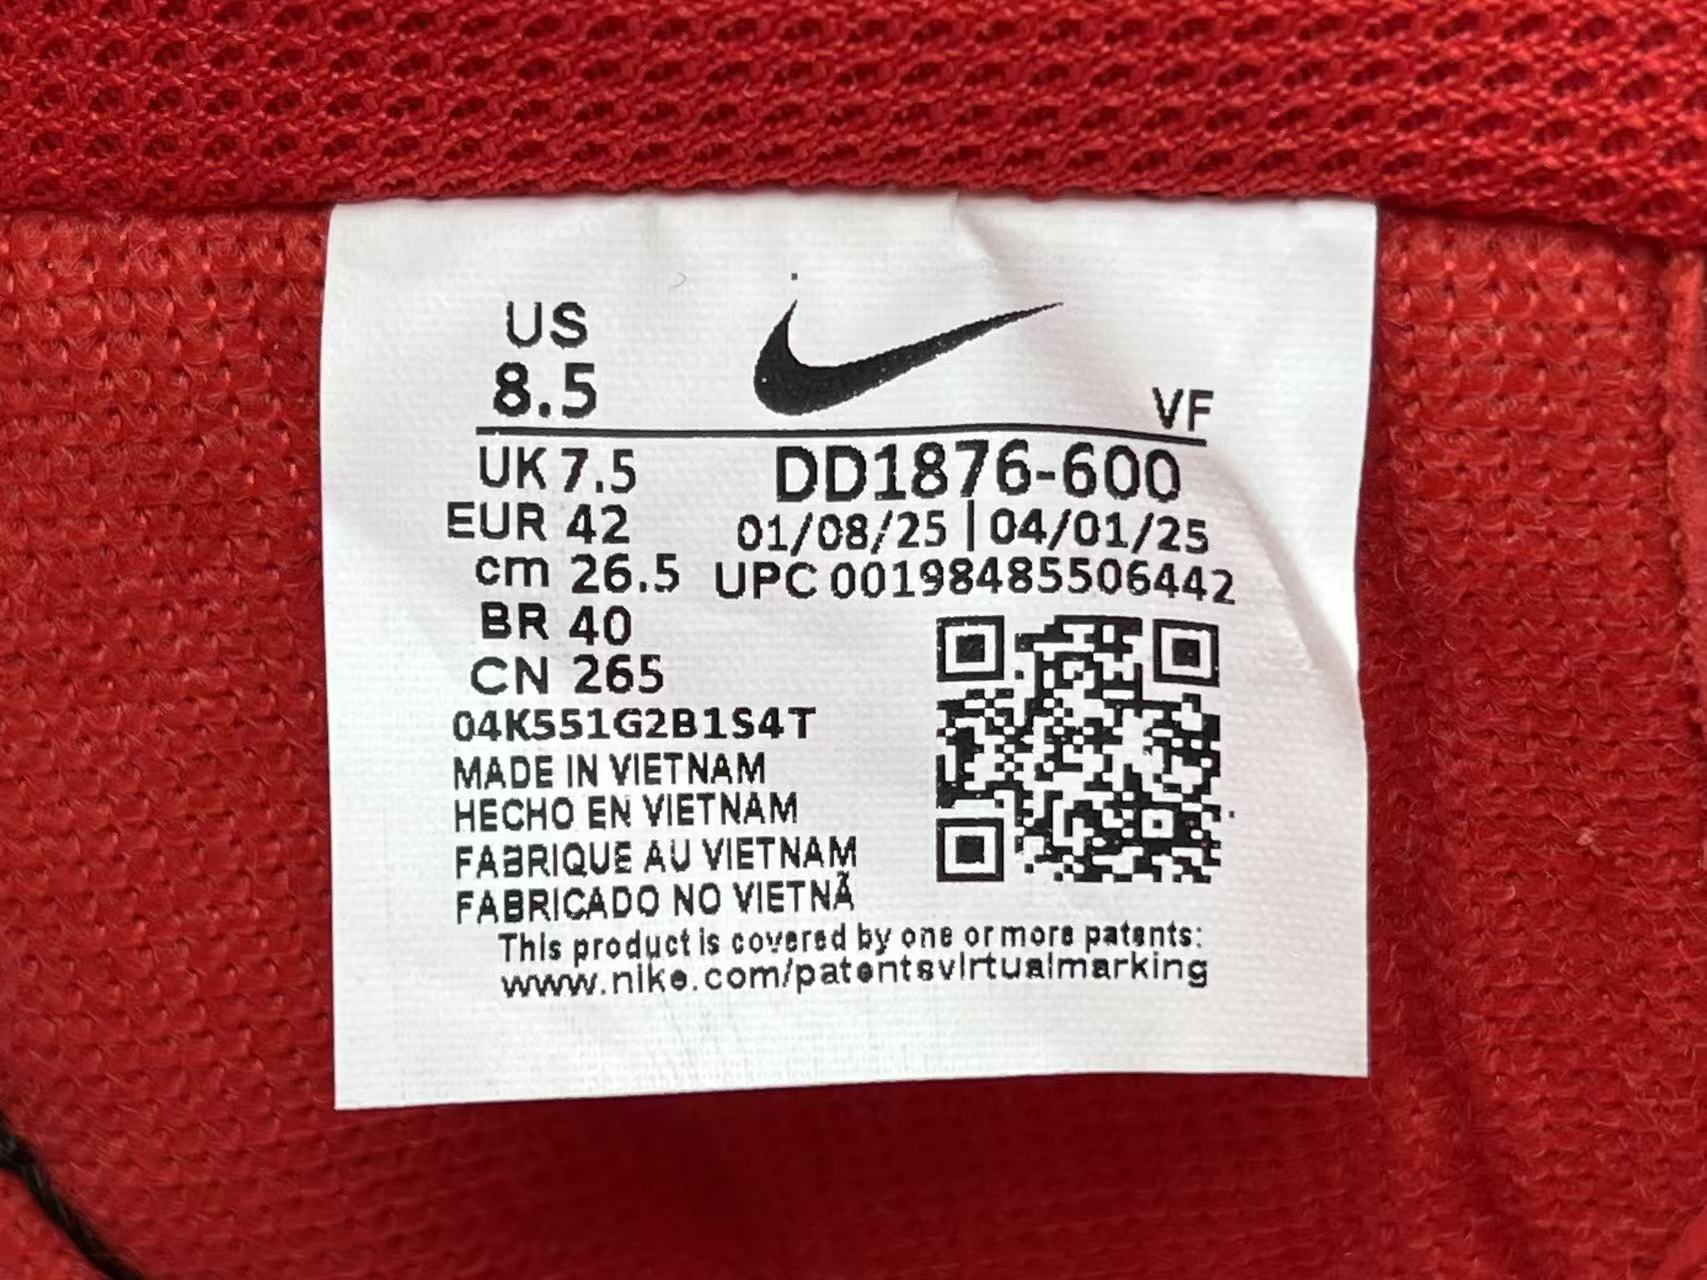 US
8.5
VF
UK 7.5
DD1876-600
EUR 42
01/08/25 | 04/01/25
cm 26.5
UPC 00198485506442
BR 40
CN 265
04K551G2B1S4T
MADE IN VIETNAM
HECHO EN VIETNAM
FABRIQUE AU VIETNAM
FABRICADO NO VIETNÃ
This product is covered by one or more patents:
www.nike.com/patentsvirtualmarking